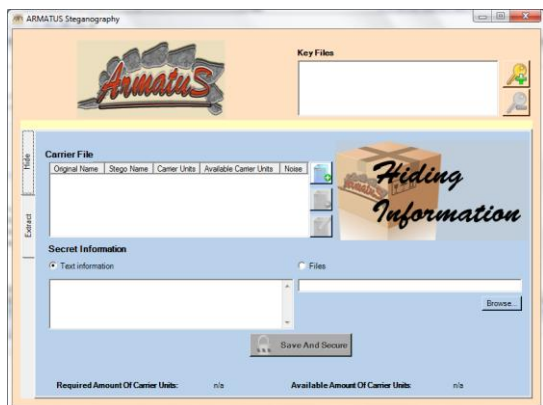 ARMATUS Steganography
ArmatuS
Key Files
Hide
Extract
Carrier File
Original Name Stego Name Carrier Units Available Carrier Units Noise
Hiding
Information
Secret Information
Text information
Files
Browse...
Save And Secure
Required Amount Of Carrier Units: n/a
Available Amount Of Carrier Units: n/a